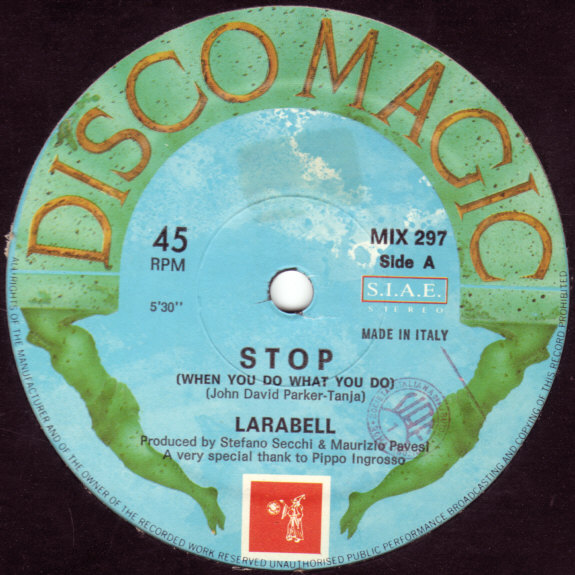 DISCO MAGIC
45
RPM
MIX 297
Side A
S.I.A.E.
STEREO
5'30''
MADE IN ITALY
STOP
(WHEN YOU DO WHAT YOU DO)
(John David Parker-Tanja)
LARABELL
Produced by Stefano Secchi & Maurizio Pavesi
A very special thank to Pippo Ingrosso
ALL RIGHTS OF THE MANUFACTURER AND OF THE OWNER OF THE RECORDED WORK RESERVED UNAUTHORISED PUBLIC PERFORMANCE BROADCASTING AND COPYING OF THIS RECORD PROHIBITED